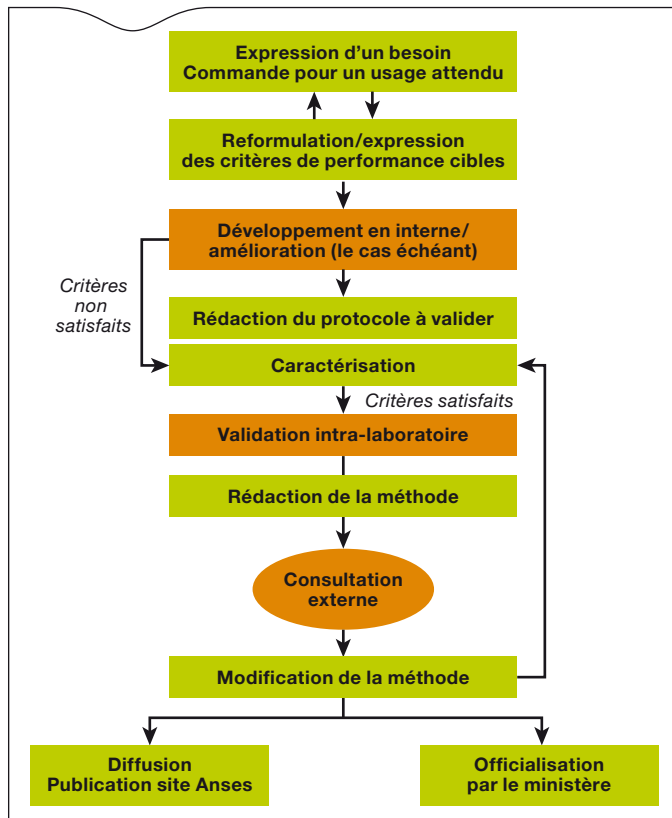 Expression d'un besoin
Commande pour un usage attendu
Reformulation/expression
des critères de performance cibles
Développement en interne/
amélioration (le cas échéant)
Critères
non
satisfaits
Rédaction du protocole à valider
Caractérisation
Critères satisfaits
Validation intra-laboratoire
Rédaction de la méthode
Consultation
externe
Modification de la méthode
Diffusion
Publication site Anses
Officialisation
par le ministère